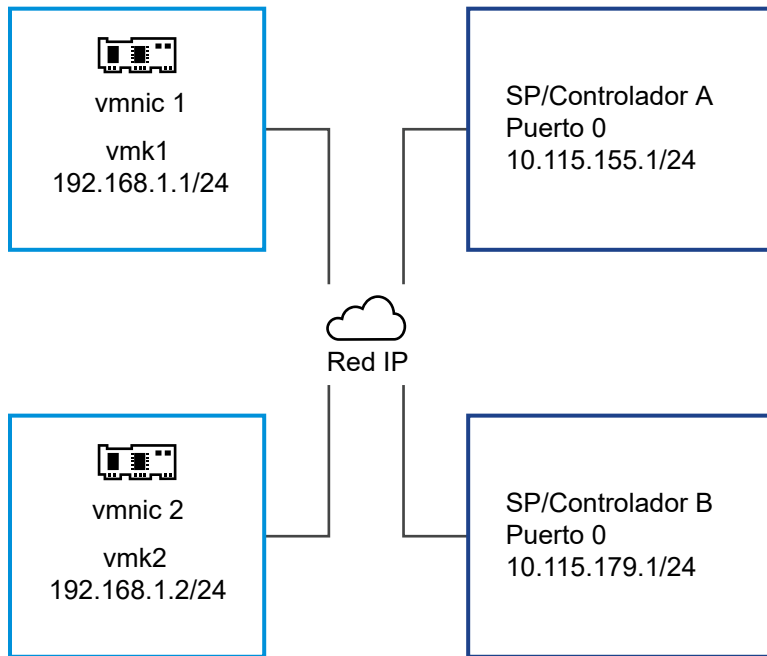 vmnic 1
vmk1
192.168.1.1/24
SP/Controlador A
Puerto 0
10.115.155.1/24
Red IP
vmnic 2
vmk2
192.168.1.2/24
SP/Controlador B
Puerto 0
10.115.179.1/24